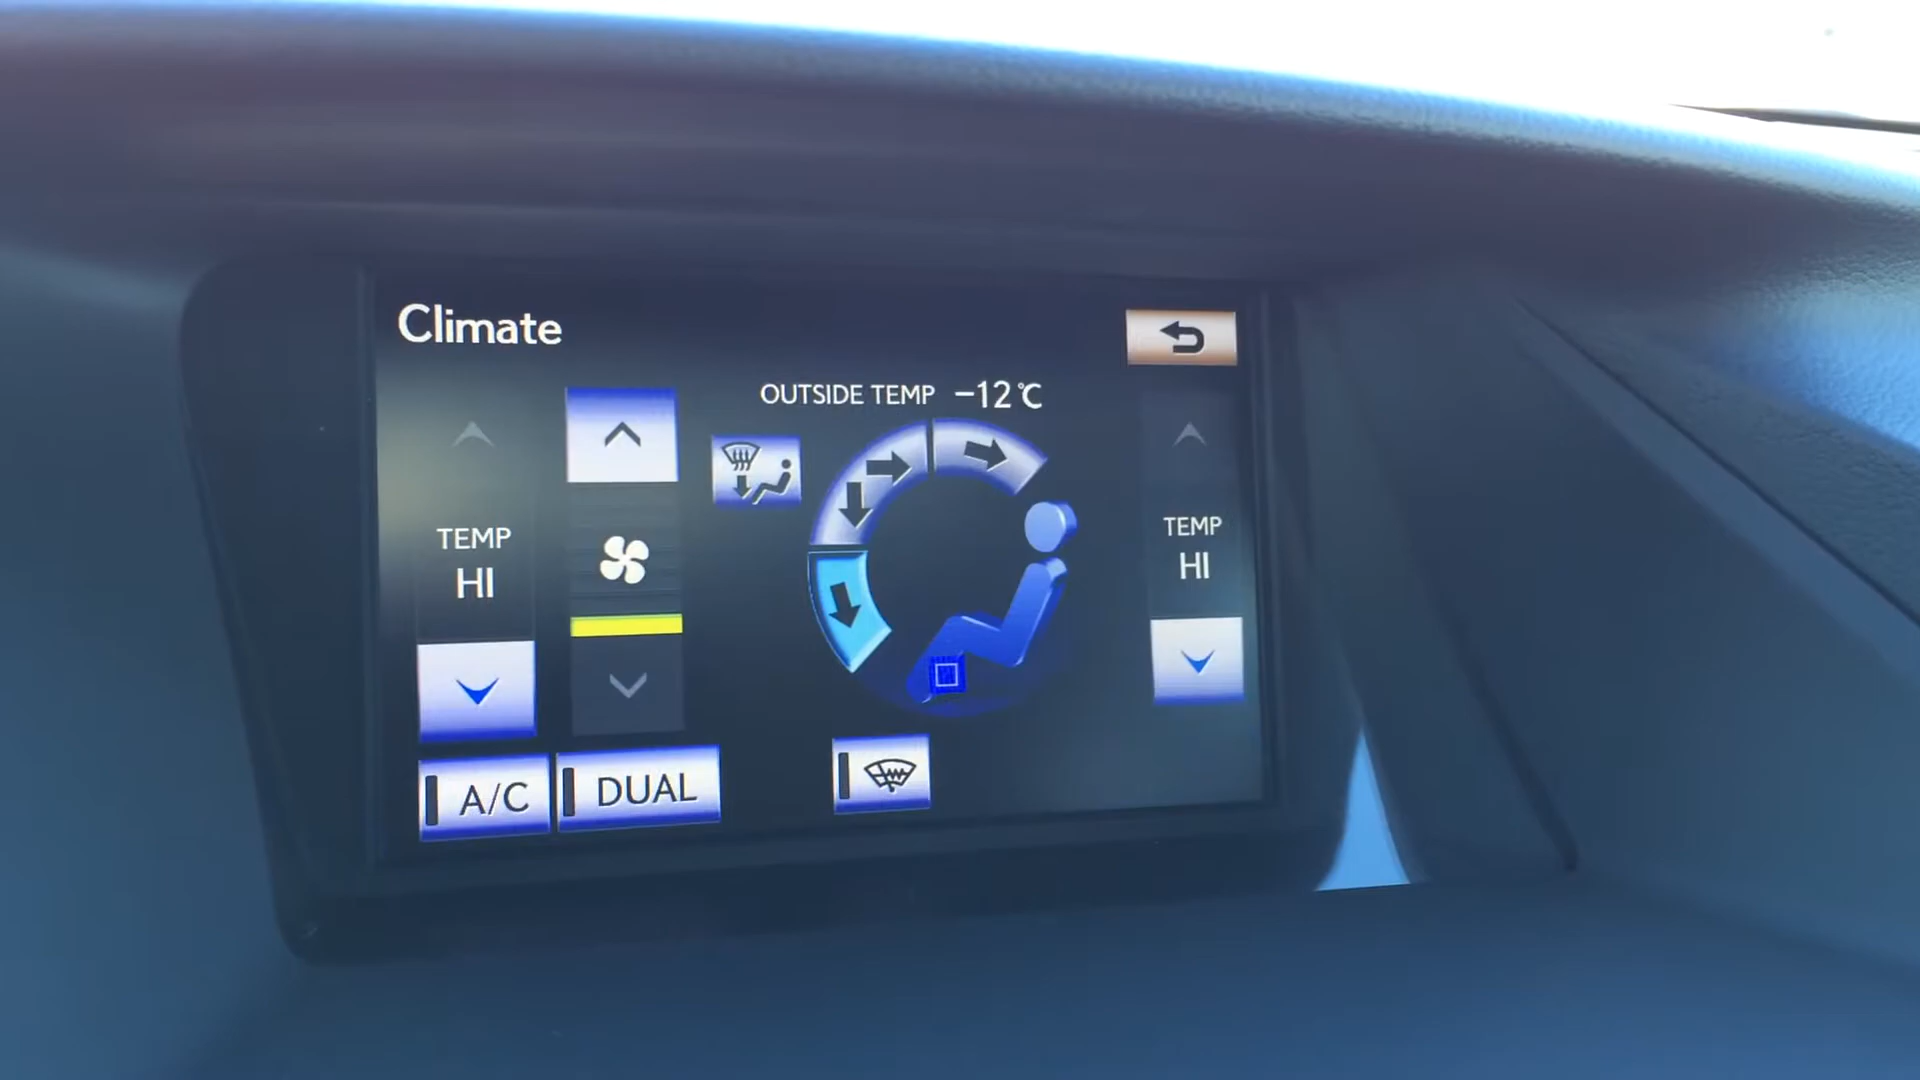 Climate
OUTSIDE TEMP -12℃
TEMP
HI
TEMP
HI
A/C
DUAL